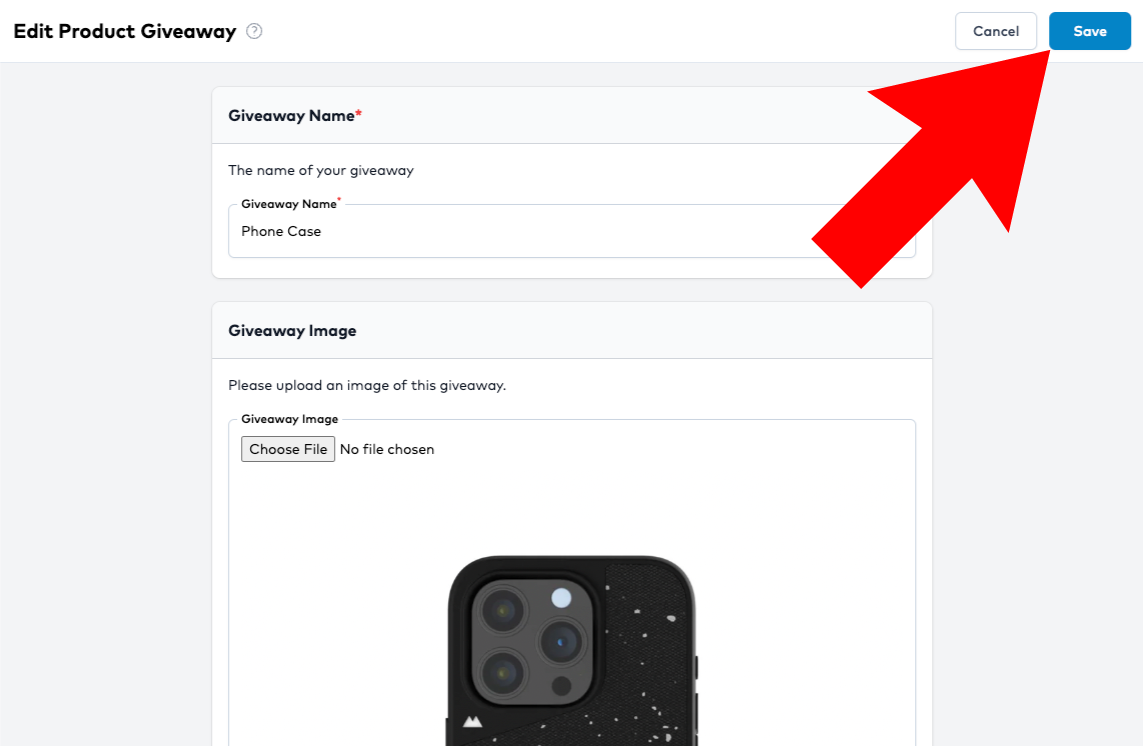 Edit Product Giveaway ?
Cancel
Save
Giveaway Name*
The name of your giveaway
Giveaway Name*
Phone Case
Giveaway Image
Please upload an image of this giveaway.
Giveaway Image
Choose File No file chosen